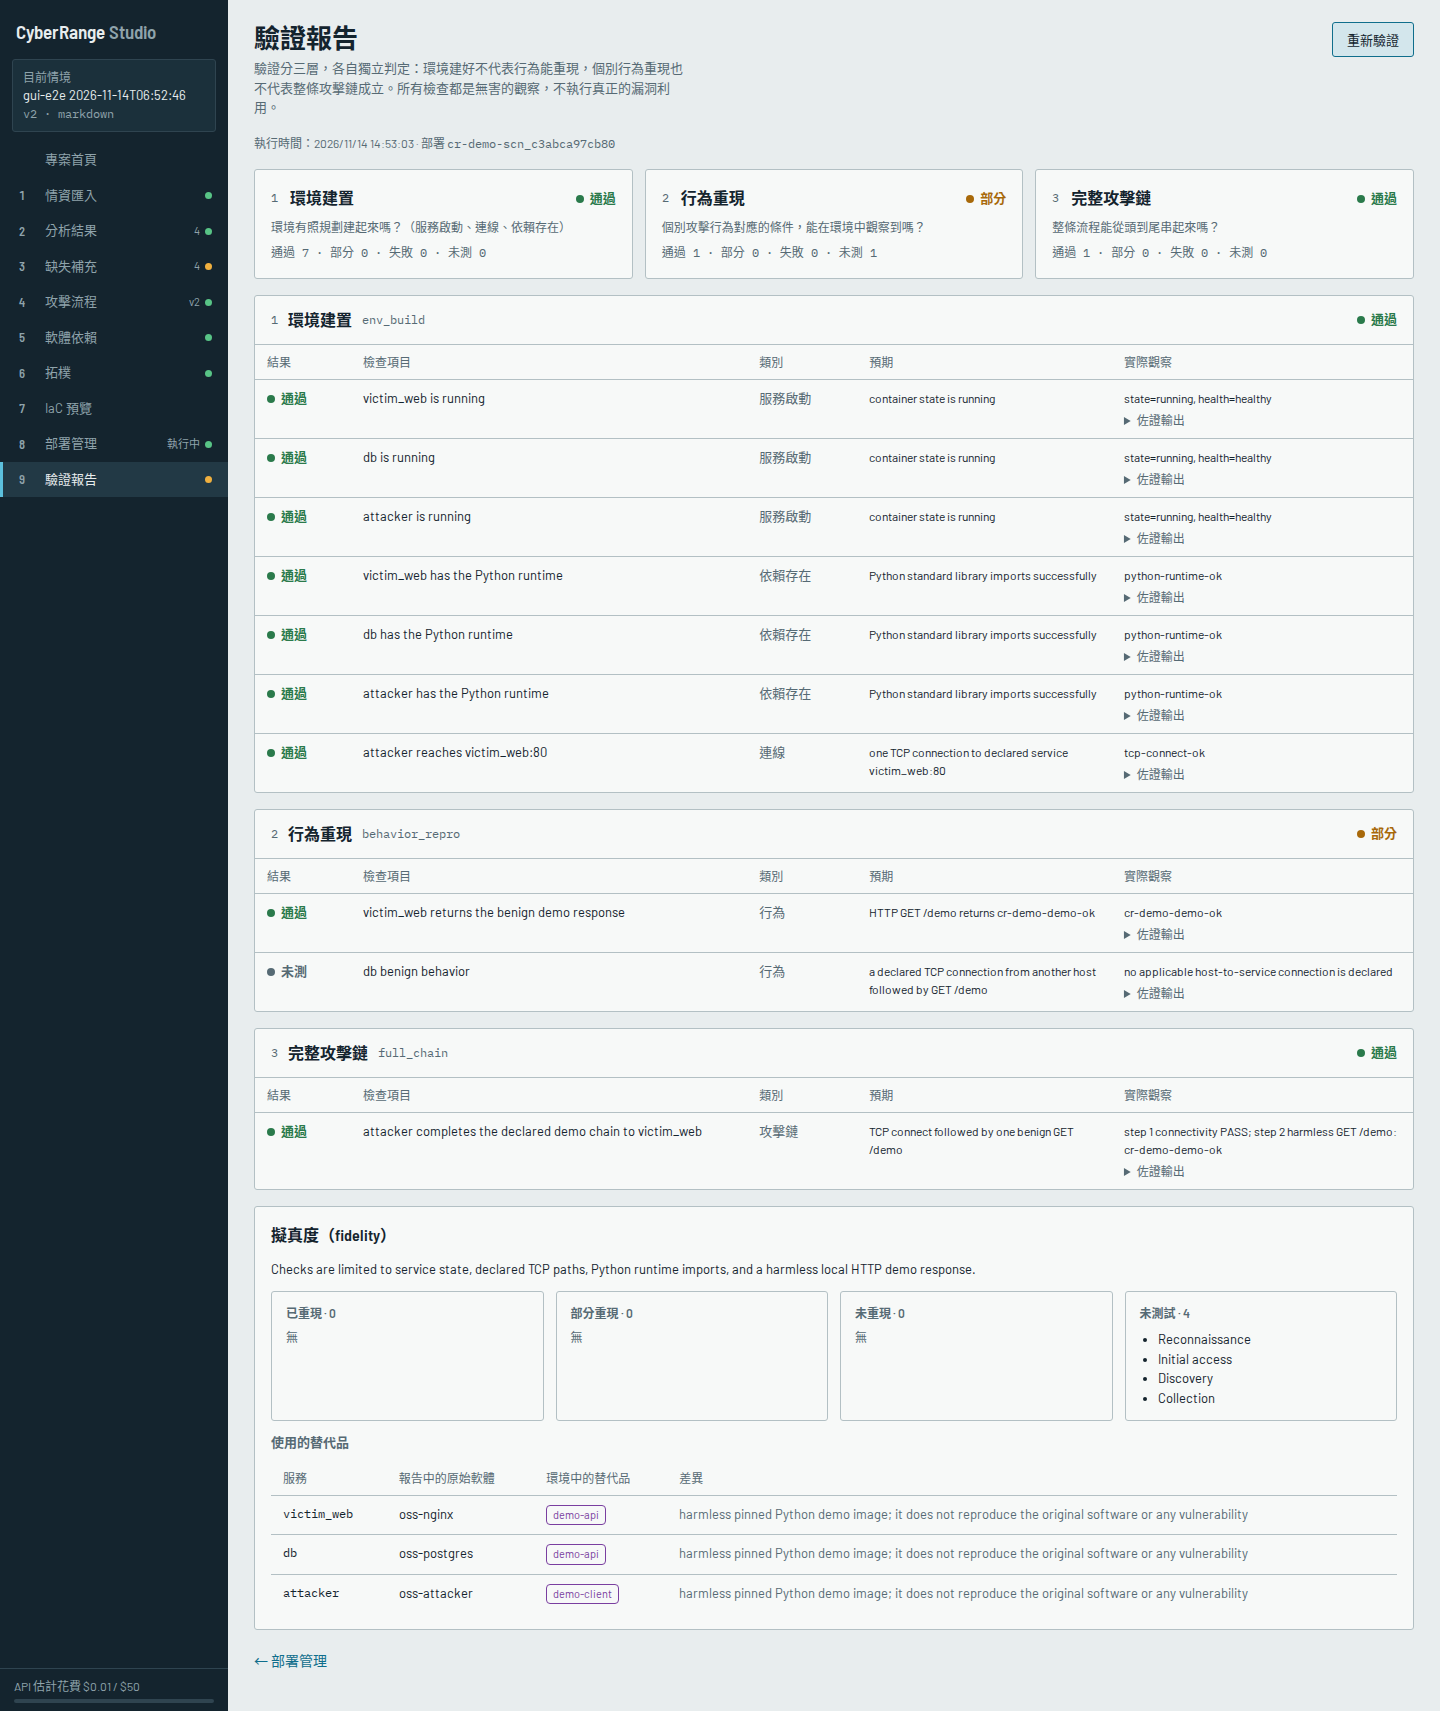 CyberRange Studio
目前情境
gui-e2e 2026-11-14T06:52:46
v2 · markdown
專案首頁
1 情資匯入
2 分析結果 4
3 缺失補充 4
4 攻擊流程 v2
5 軟體依賴
6 拓樸
7 IaC 預覽
8 部署管理 執行中
9 驗證報告
API 估計花費 $0.01 / $50
驗證報告
重新驗證
驗證分三層，各自獨立判定：環境建好不代表行為能重現，個別行為重現也
不代表整條攻擊鏈成立。所有檢查都是無害的觀察，不執行真正的漏洞利
用。
執行時間：2026/11/14 14:53:03 · 部署 cr-demo-scn_c3abca97cb80
1 環境建置 通過
環境有照規劃建起來嗎？（服務啟動、連線、依賴存在）
通過 7 · 部分 0 · 失敗 0 · 未測 0
2 行為重現 部分
個別攻擊行為對應的條件，能在環境中觀察到嗎？
通過 1 · 部分 0 · 失敗 0 · 未測 1
3 完整攻擊鏈 通過
整條流程能從頭到尾串起來嗎？
通過 1 · 部分 0 · 失敗 0 · 未測 0
1 環境建置 env_build 通過
結果 檢查項目 類別 預期 實際觀察
通過 victim_web is running 服務啟動 container state is running state=running, health=healthy
佐證輸出
通過 db is running 服務啟動 container state is running state=running, health=healthy
佐證輸出
通過 attacker is running 服務啟動 container state is running state=running, health=healthy
佐證輸出
通過 victim_web has the Python runtime 依賴存在 Python standard library imports successfully python-runtime-ok
佐證輸出
通過 db has the Python runtime 依賴存在 Python standard library imports successfully python-runtime-ok
佐證輸出
通過 attacker has the Python runtime 依賴存在 Python standard library imports successfully python-runtime-ok
佐證輸出
通過 attacker reaches victim_web:80 連線 one TCP connection to declared service tcp-connect-ok
victim_web:80 佐證輸出
2 行為重現 behavior_repro 部分
結果 檢查項目 類別 預期 實際觀察
通過 victim_web returns the benign demo response 行為 HTTP GET /demo returns cr-demo-demo-ok cr-demo-demo-ok
佐證輸出
未測 db benign behavior 行為 a declared TCP connection from another host no applicable host-to-service connection is declared
followed by GET /demo 佐證輸出
3 完整攻擊鏈 full_chain 通過
結果 檢查項目 類別 預期 實際觀察
通過 attacker completes the declared demo chain to victim_web 攻擊鏈 TCP connect followed by one benign GET step 1 connectivity PASS; step 2 harmless GET /demo:
/demo cr-demo-demo-ok
佐證輸出
擬真度（fidelity）
Checks are limited to service state, declared TCP paths, Python runtime imports, and a harmless local HTTP demo response.
已重現 · 0
無
部分重現 · 0
無
未重現 · 0
無
未測試 · 4
• Reconnaissance
• Initial access
• Discovery
• Collection
使用的替代品
服務 報告中的原始軟體 環境中的替代品 差異
victim_web oss-nginx demo-api harmless pinned Python demo image; it does not reproduce the original software or any vulnerability
db oss-postgres demo-api harmless pinned Python demo image; it does not reproduce the original software or any vulnerability
attacker oss-attacker demo-client harmless pinned Python demo image; it does not reproduce the original software or any vulnerability
← 部署管理